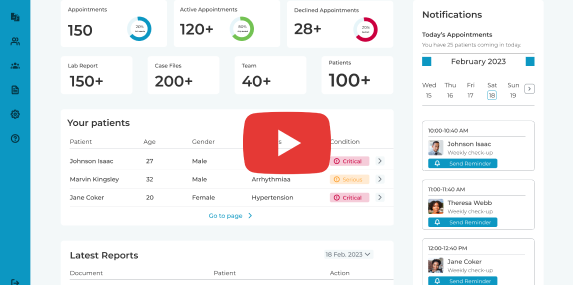 Appointments
150
20%
Active Appointments
120+
80%
Declined Appointments
28+
20%
Lab Report
150+
Case Files
200+
Team
40+
Patients
100+
Your patients
Patient Age Gender Condition
Johnson Isaac 27 Male Critical
Marvin Kingsley 32 Male Arrhythmiaa Serious
Jane Coker 20 Female Hypertension Critical
Go to page
Latest Reports
18 Feb, 2023
Document Patient Action
Notifications
Today's Appointments
You have 25 patients coming in today.
February 2023
Wed Thu Fri Sat Sun
15 16 17 18 19
10:00-10:40 AM
Johnson Isaac
Weekly check-up
Send Reminder
11:00-11:40 AM
Theresa Webb
Weekly check-up
Send Reminder
12:00-12:40 PM
Jane Coker
Weekly check-up
Send Reminder